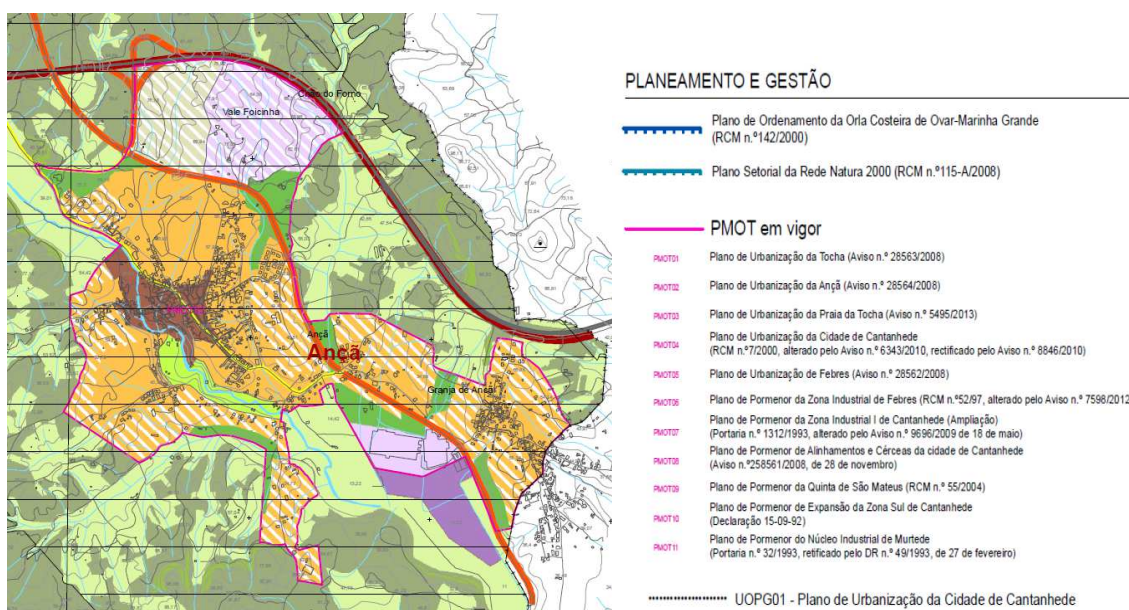 Chão do Forno
Vale Foicinha
Ançã
Ançã
Granja de Ançã
PLANEAMENTO E GESTÃO
Plano de Ordenamento da Orla Costeira de Ovar-Marinha Grande
(RCM n.º142/2000)
Plano Setorial da Rede Natura 2000 (RCM n.º115-A/2008)
PMOT em vigor
PMOT01 Plano de Urbanização da Tocha (Aviso n.º 28563/2008)
PMOT02 Plano de Urbanização da Ançã (Aviso n.º 28564/2008)
PMOT03 Plano de Urbanização da Praia da Tocha (Aviso n.º 5495/2013)
PMOT04 Plano de Urbanização da Cidade de Cantanhede
(RCM n.º7/2000, alterado pelo Aviso n.º 6343/2010, rectificado pelo Aviso n.º 8846/2010)
PMOT05 Plano de Urbanização de Febres (Aviso n.º 28562/2008)
PMOT06 Plano de Pormenor da Zona Industrial de Febres (RCM n.º52/97, alterado pelo Aviso n.º 7598/2012
PMOT07 Plano de Pormenor da Zona Industrial I de Cantanhede (Ampliação)
(Portaria n.º 1312/1993, alterado pelo Aviso n.º 9696/2009 de 18 de maio)
PMOT08 Plano de Pormenor de Alinhamentos e Cérceas da cidade de Cantanhede
(Aviso n.º258561/2008, de 28 de novembro)
PMOT09 Plano de Pormenor da Quinta de São Mateus (RCM n.º 55/2004)
PMOT10 Plano de Pormenor de Expansão da Zona Sul de Cantanhede
(Declaração 15-09-92)
PMOT11 Plano de Pormenor do Núcleo Industrial de Murtede
(Portaria n.º 32/1993, retificado pelo DR n.º 49/1993, de 27 de fevereiro)
UOPG01 - Plano de Urbanização da Cidade de Cantanhede